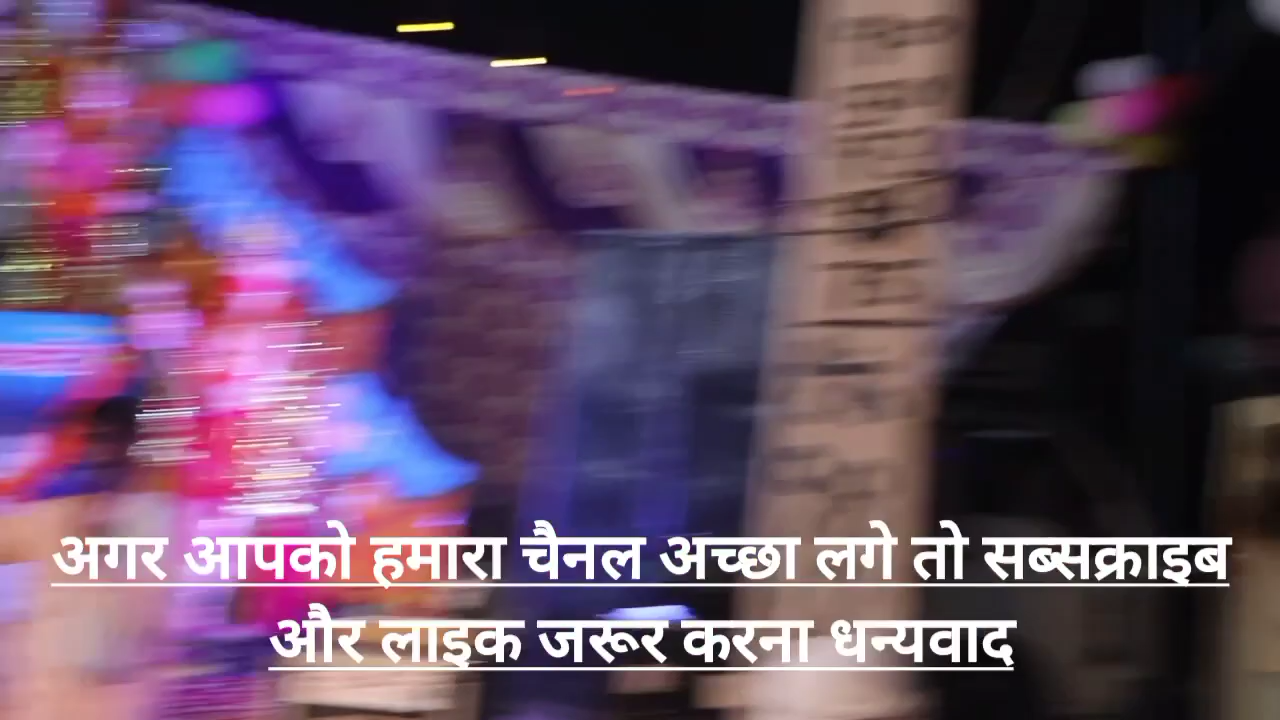 अगर आपको हमारा चैनल अच्छा लगे तो सब्सक्राइब
और लाइक जरूर करना धन्यवाद